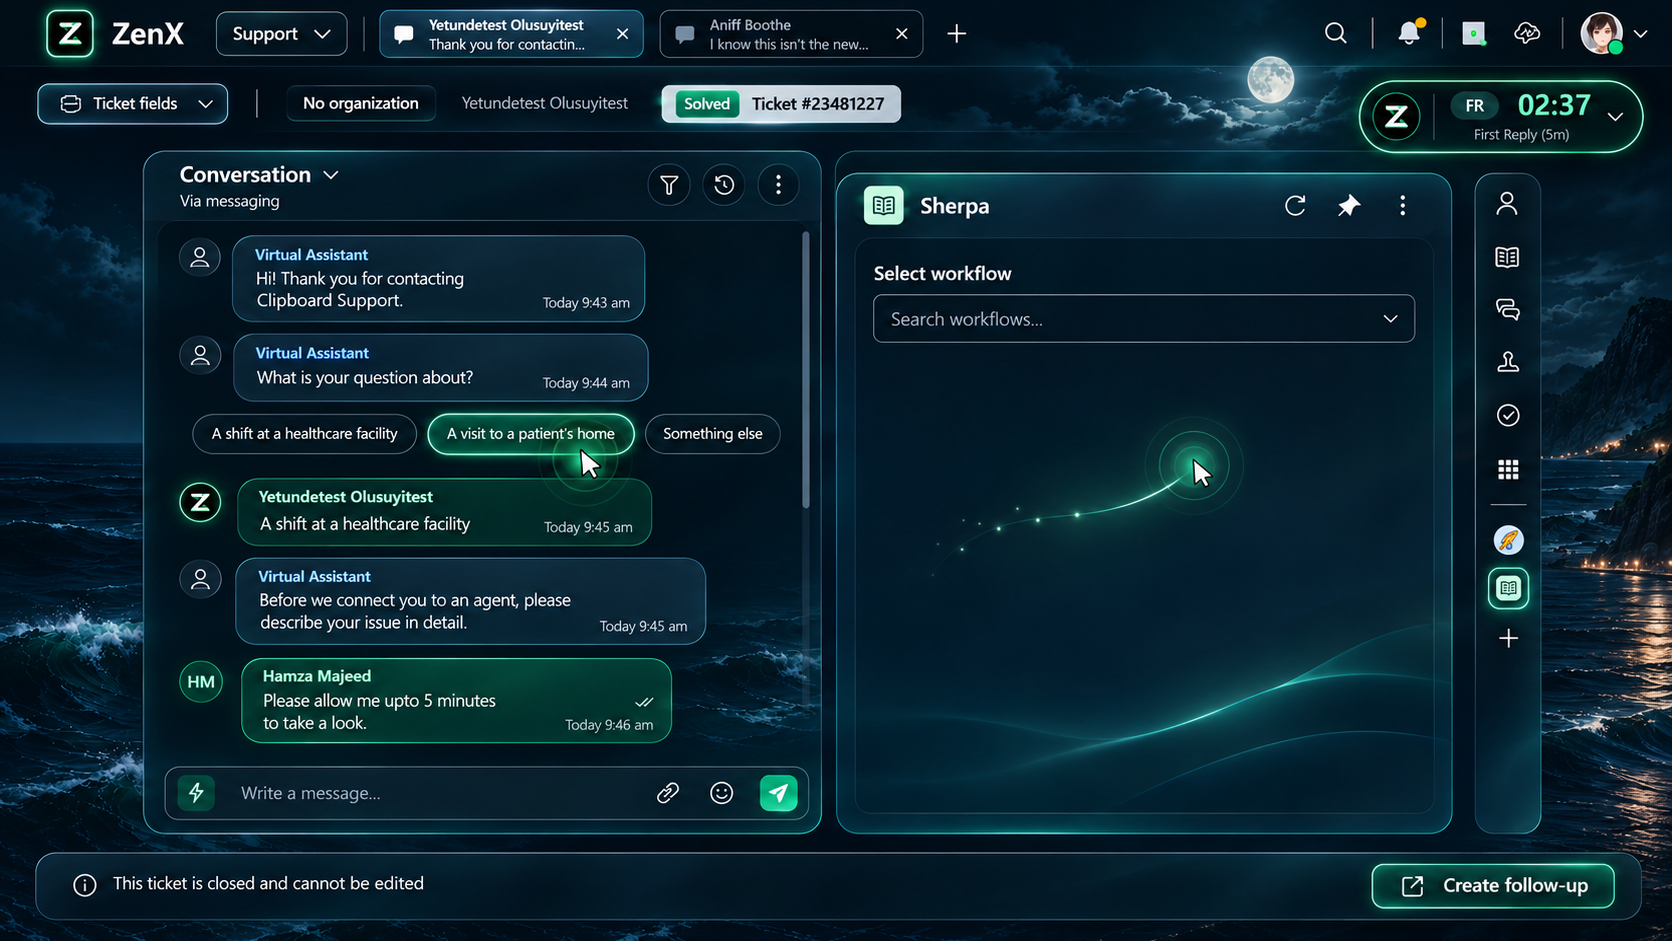 Z ZenX
Support
Yetundetest Olusuyitest
Thank you for contactin...
Aniff Boothe
I know this isn't the new...
Ticket fields
No organization
Yetundetest Olusuyitest
Solved Ticket #23481227
Z FR 02:37
First Reply (5m)
Conversation
Via messaging
Virtual Assistant
Hi! Thank you for contacting
Clipboard Support.
Today 9:43 am
Virtual Assistant
What is your question about?
Today 9:44 am
A shift at a healthcare facility
A visit to a patient's home
Something else
Z
Yetundetest Olusuyitest
A shift at a healthcare facility
Today 9:45 am
Virtual Assistant
Before we connect you to an agent, please
describe your issue in detail.
Today 9:45 am
HM
Hamza Majeed
Please allow me upto 5 minutes
to take a look.
Today 9:46 am
Write a message...
Sherpa
Select workflow
Search workflows...
This ticket is closed and cannot be edited
Create follow-up